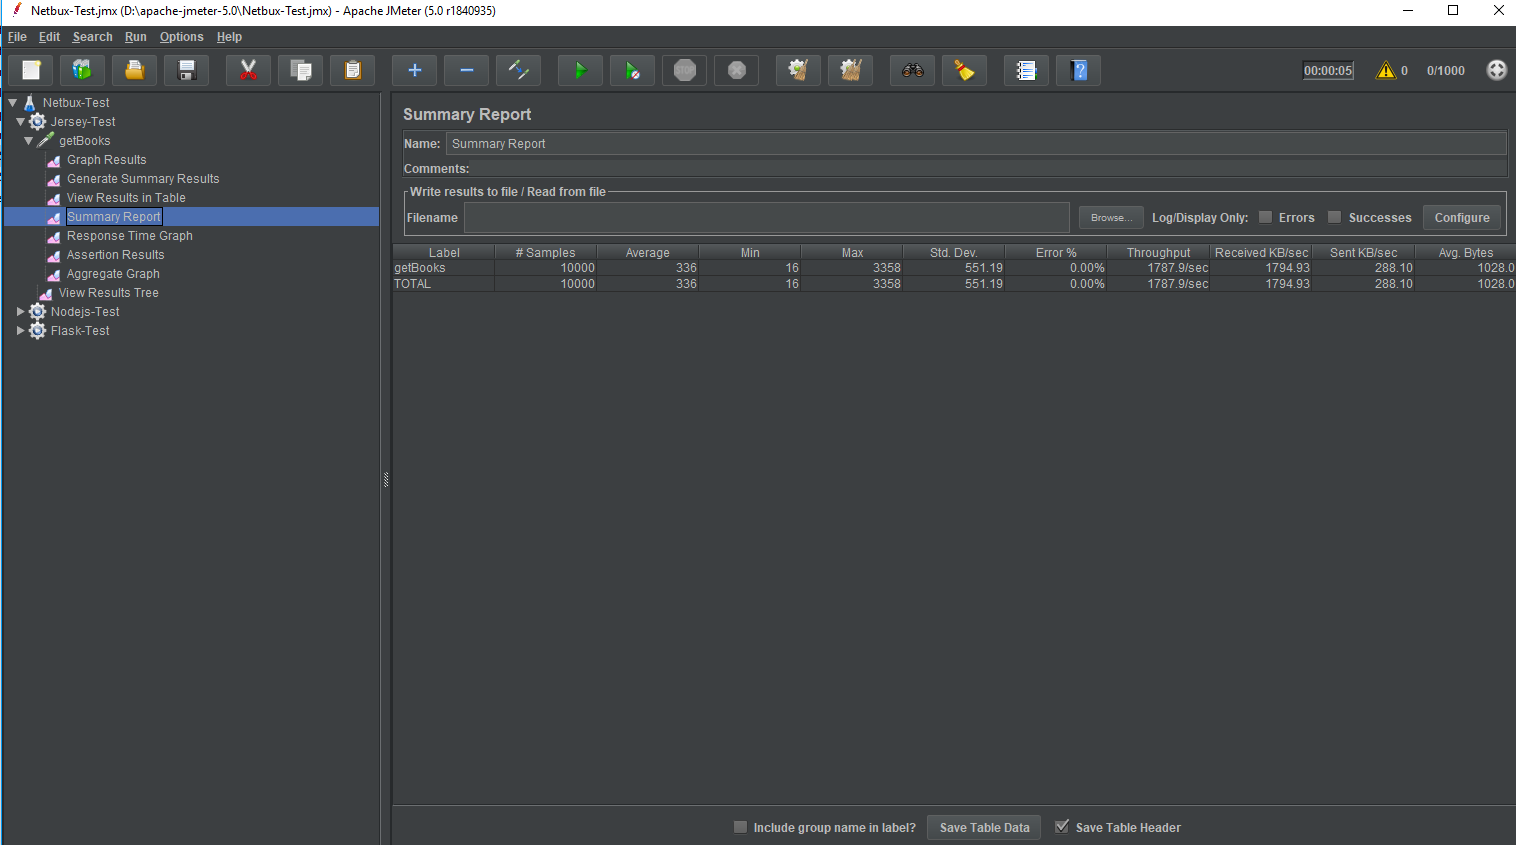 Netbux-Test.jmx (D:\apache-jmeter-5.0\Netbux-Test.jmx) - Apache JMeter (5.0 r1840935)
File Edit Search Run Options Help
STOP 00:00:05 0 0/1000
Netbux-Test
Jersey-Test
getBooks
Graph Results
Generate Summary Results
View Results in Table
Summary Report
Response Time Graph
Assertion Results
Aggregate Graph
View Results Tree
Nodejs-Test
Flask-Test
Summary Report
Name: Summary Report
Comments:
Write results to file / Read from file
Filename Browse... Log/Display Only: Errors Successes Configure
Label # Samples Average Min Max Std. Dev. Error % Throughput Received KB/sec Sent KB/sec Avg. Bytes
getBooks 10000 336 16 3358 551.19 0.00% 1787.9/sec 1794.93 288.10 1028.0
TOTAL 10000 336 16 3358 551.19 0.00% 1787.9/sec 1794.93 288.10 1028.0
Include group name in label? Save Table Data Save Table Header